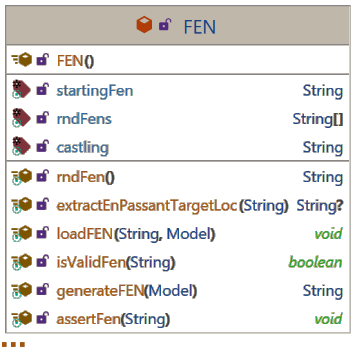 FEN
FEN()
startingFen String
rndFens String[]
castling String
rndFen() String
extractEnPassantTargetLoc(String) String?
loadFEN(String, Model) void
isValidFen(String) boolean
generateFEN(Model) String
assertFen(String) void